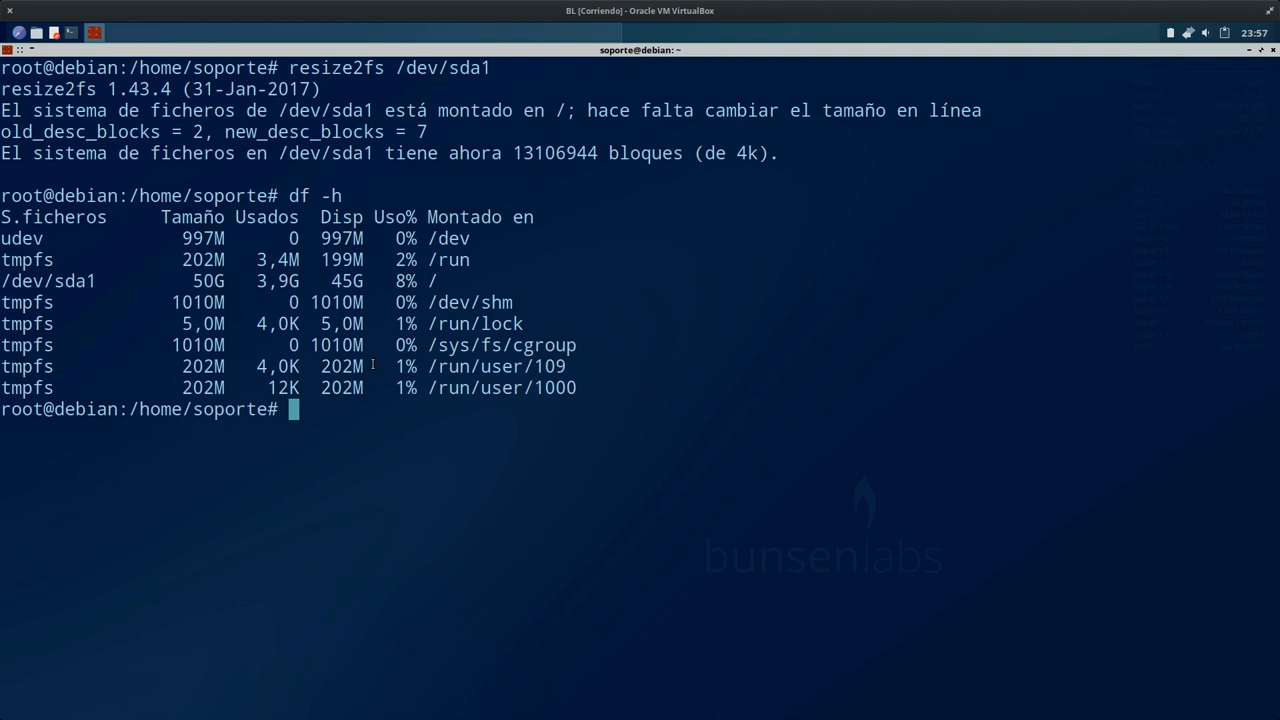 BL [Corriendo] - Oracle VM VirtualBox
23:57
soporte@debian: ~
root@debian:/home/soporte# resize2fs /dev/sda1
resize2fs 1.43.4 (31-Jan-2017)
El sistema de ficheros de /dev/sda1 está montado en /; hace falta cambiar el tamaño en línea
old_desc_blocks = 2, new_desc_blocks = 7
El sistema de ficheros en /dev/sda1 tiene ahora 13106944 bloques (de 4k).
root@debian:/home/soporte# df -h
S.ficheros     Tamaño Usados  Disp Uso% Montado en
udev             997M      0  997M   0% /dev
tmpfs            202M   3,4M  199M   2% /run
/dev/sda1         50G   3,9G   45G   8% /
tmpfs           1010M      0 1010M   0% /dev/shm
tmpfs            5,0M   4,0K  5,0M   1% /run/lock
tmpfs           1010M      0 1010M   0% /sys/fs/cgroup
tmpfs            202M   4,0K  202M   1% /run/user/109
tmpfs            202M    12K  202M   1% /run/user/1000
root@debian:/home/soporte#
bunsenlabs